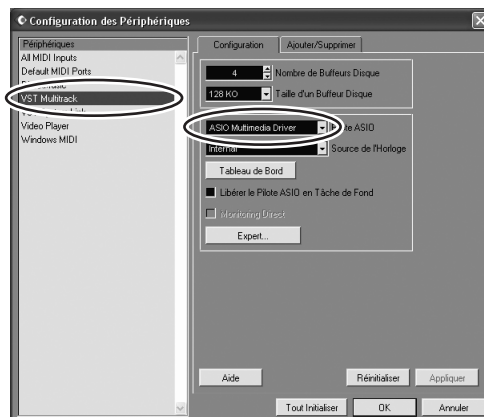 Configuration des Périphériques
Périphériques
All MIDI Inputs
Default MIDI Ports
VST Multitrack
Video Player
Windows MIDI
Configuration Ajouter/Supprimer
4 Nombre de Buffeurs Disque
128 KO Taille d'un Buffeur Disque
ASIO Multimedia Driver ASIO
Internal Source de l'Horloge
Tableau de Bord
Libérer le Pilote ASIO en Tâche de Fond
Monitoring Direct
Expert...
Aide Réinitialiser Appliquer
Tout Initialiser OK Annuler